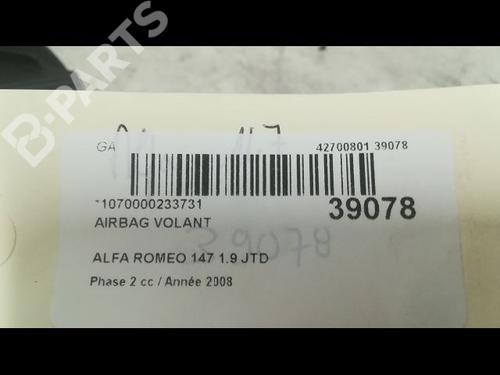 B-PARTS
GA
147
42700801 39078
*1070000233731
39078
AIRBAG VOLANT
39078
ALFA ROMEO 147 1.9 JTD
Phase 2 cc / Année 2008